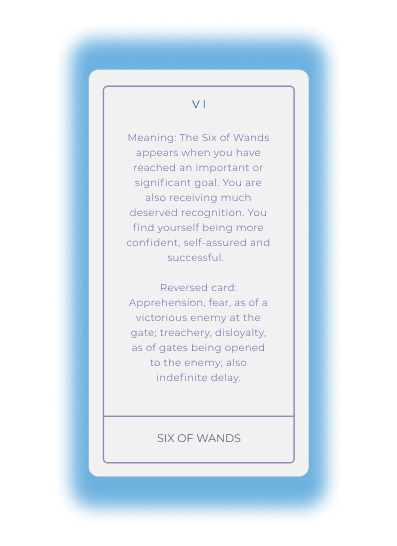 VI
Meaning: The Six of Wands
appears when you have
reached an important or
significant goal. You are
also receiving much
deserved recognition. You
find yourself being more
confident, self-assured and
successful.
Reversed card:
Apprehension, fear, as of a
victorious enemy at the
gate; treachery, disloyalty,
as of gates being opened
to the enemy; also
indefinite delay.
SIX OF WANDS